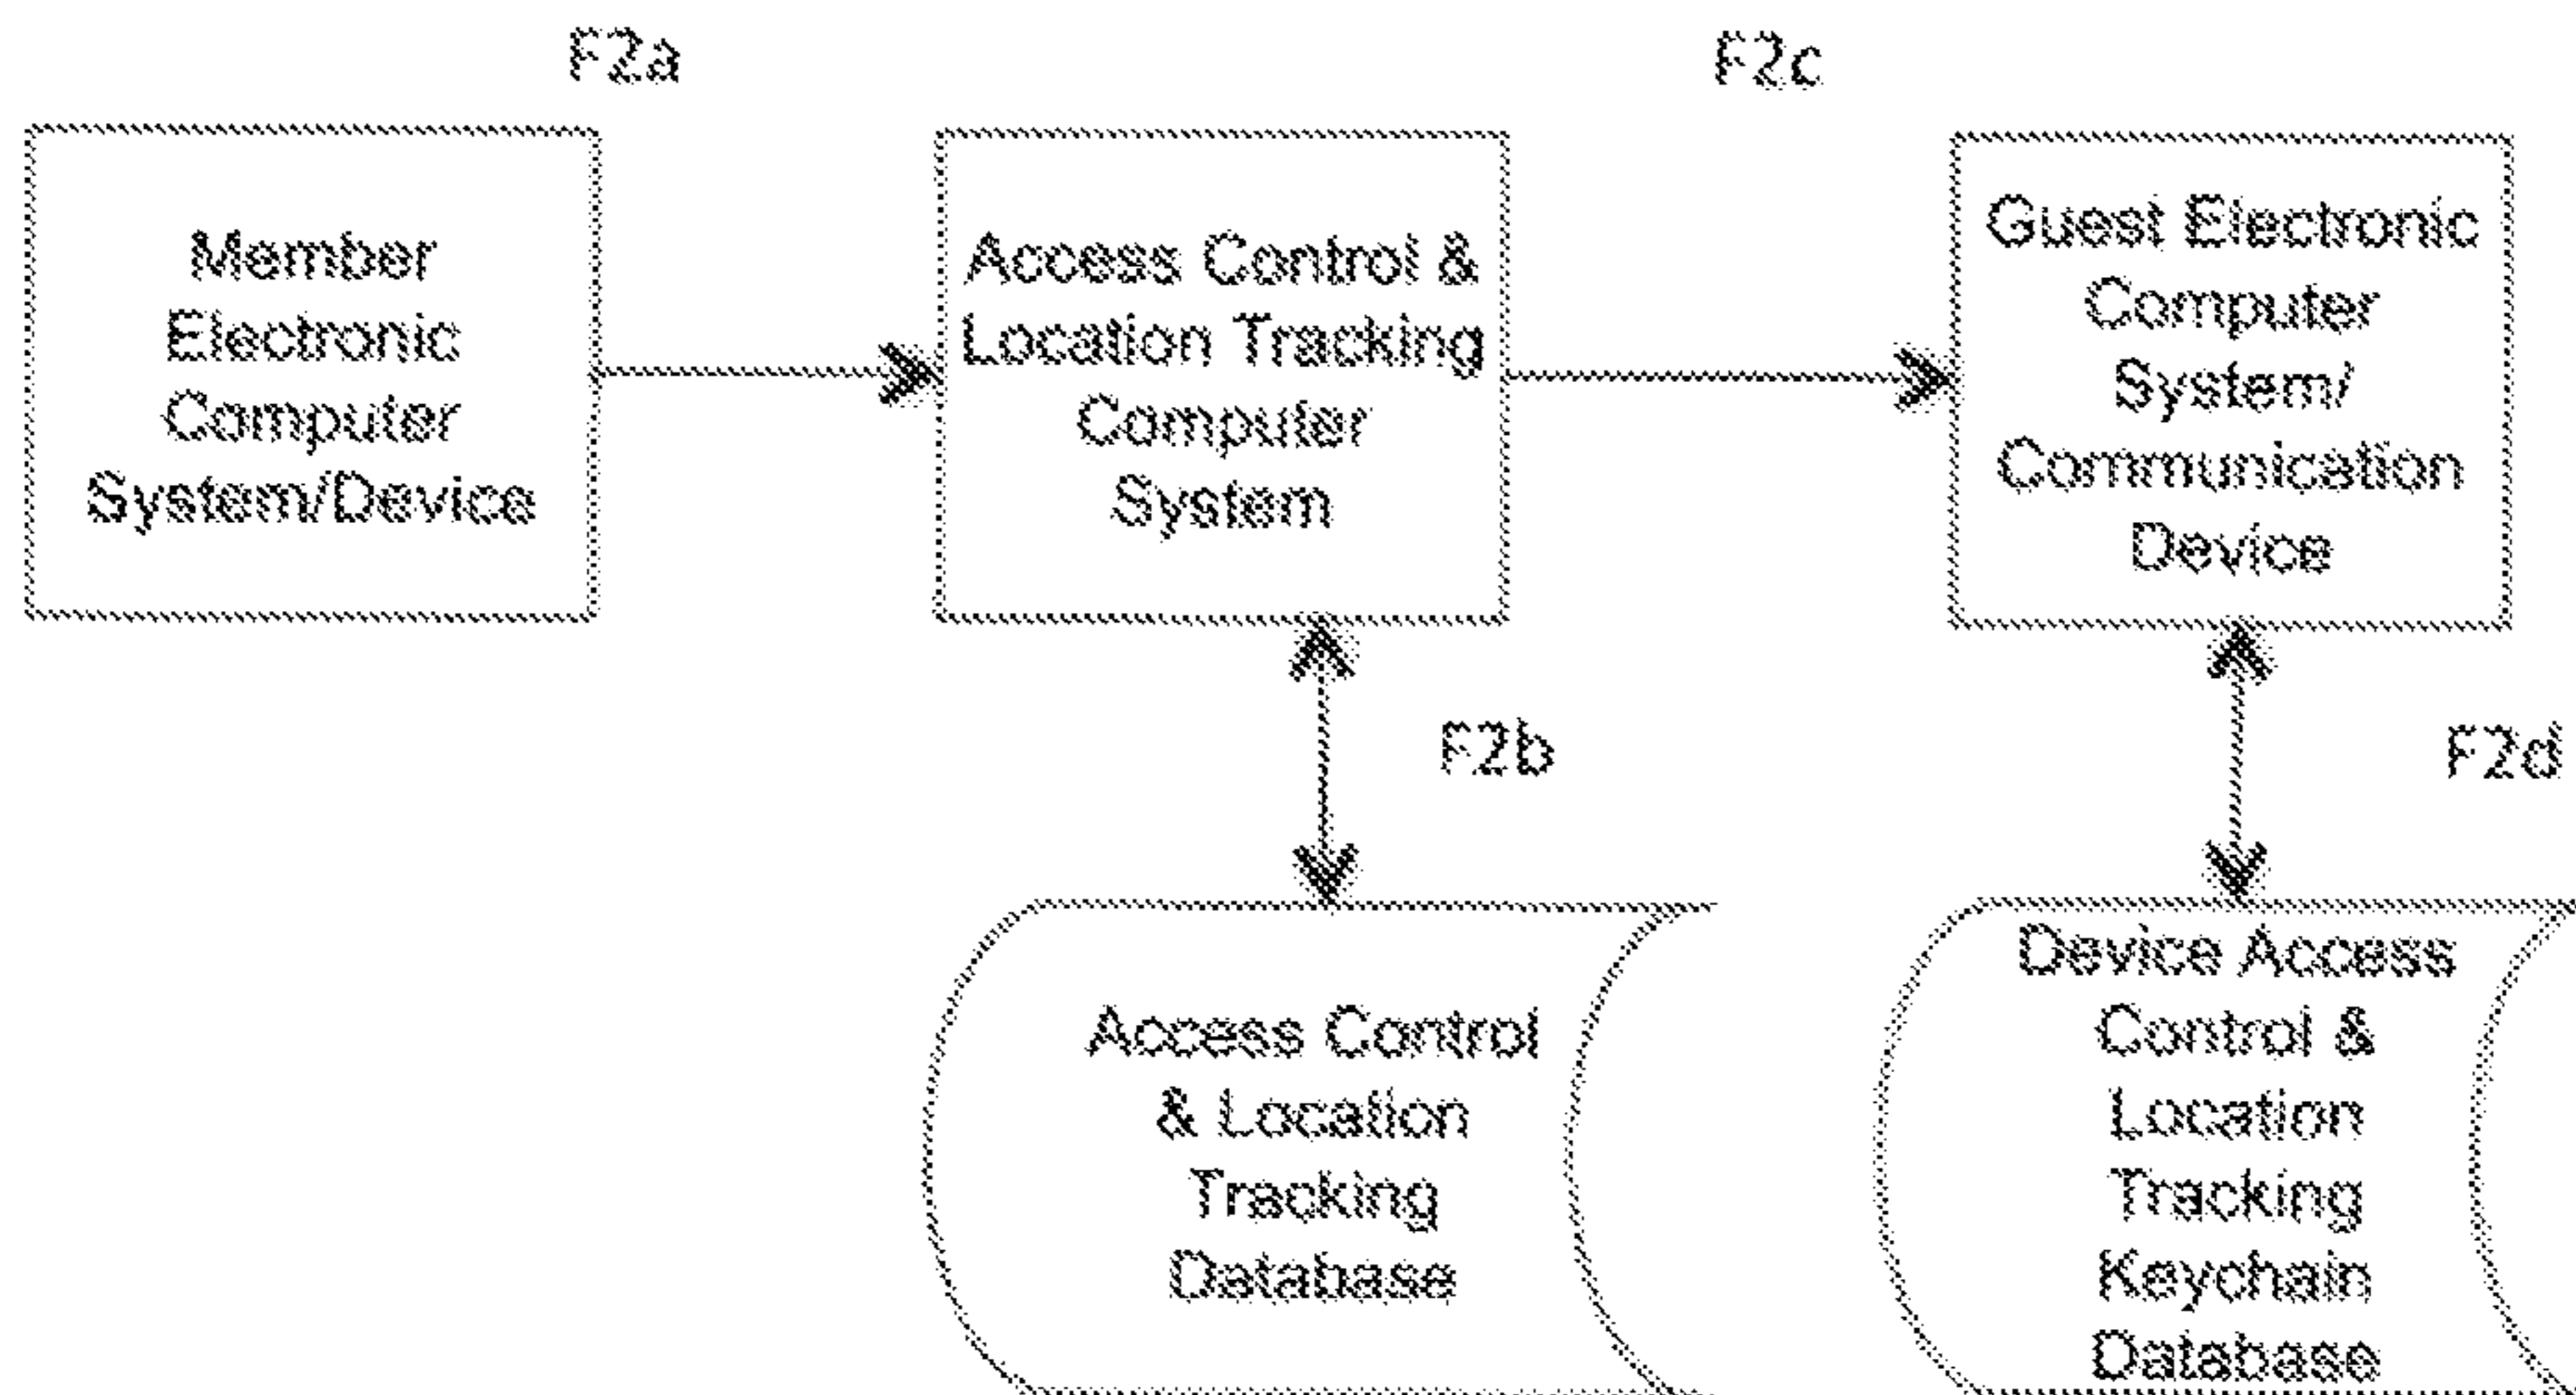 F2a
F2c
Member
Electronic
Computer
System/Device
Access Control &
Location Tracking
Computer
System
Guest Electronic
Computer
System/
Communication
Device
F2b
F2d
Access Control
& Location
Tracking
Database
Device Access
Control &
Location
Tracking
Keychain
Database